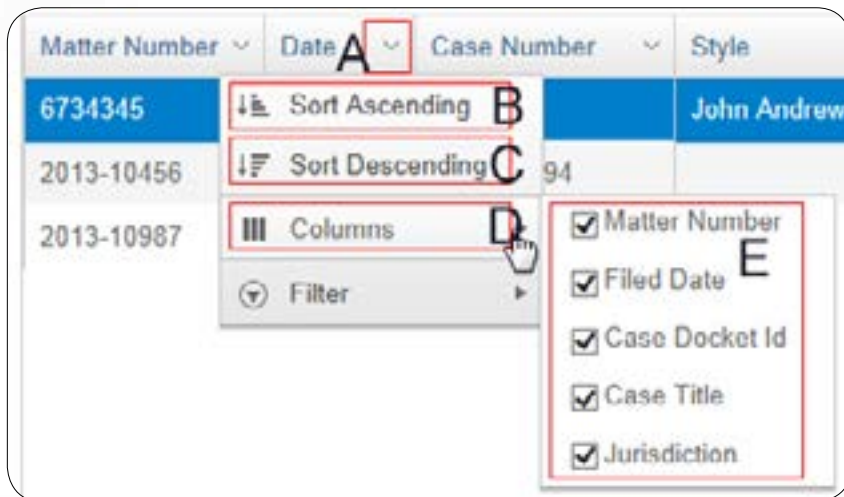 Matter Number Date A Case Number Style
6734345 Sort Ascending B John Andrew
2013-10456 Sort Descending C 94
2013-10987 Columns D Matter Number
E
Filter Filed Date
Case Docket Id
Case Title
Jurisdiction